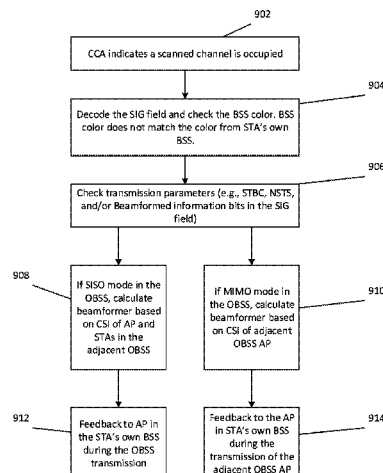 902
CCA indicates a scanned channel is occupied
904
Decode the SIG field and check the BSS color. BSS
color does not match the color from STA's own
BSS.
906
Check transmission parameters (e.g., STBC, NSTS,
and/or Beamformed information bits in the SIG
field)
908
If SISO mode in the
OBSS, calculate
beamformer based
on CSI of AP and
STAs in the
adjacent OBSS
910
if MIMO mode in
the OBSS, calculate
beamformer based
on CSI of adjacent
OBSS AP
912
Feedback to AP in
the STA's own BSS
during the OBSS
transmission
914
Feedback to the AP
in STA's own BSS
during the
transmission of the
adjacent OBSS AP